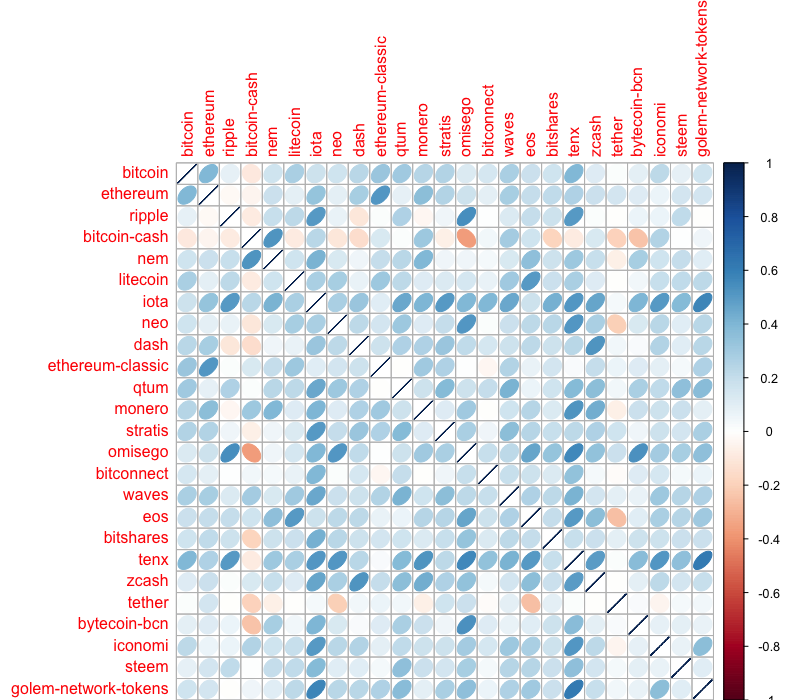 bitcoin
ethereum
ripple
bitcoin-cash
nem
litecoin
iota
neo
dash
ethereum-classic
qtum
monero
stratis
omisego
bitconnect
waves
eos
bitshares
tenx
zcash
tether
bytecoin-bcn
iconomi
steem
golem-network-tokens
bitcoin
ethereum
ripple
bitcoin-cash
nem
litecoin
iota
neo
dash
ethereum-classic
qtum
monero
stratis
omisego
bitconnect
waves
eos
bitshares
tenx
zcash
tether
bytecoin-bcn
iconomi
steem
golem-network-tokens
1
0.8
0.6
0.4
0.2
0
-0.2
-0.4
-0.6
-0.8
-1